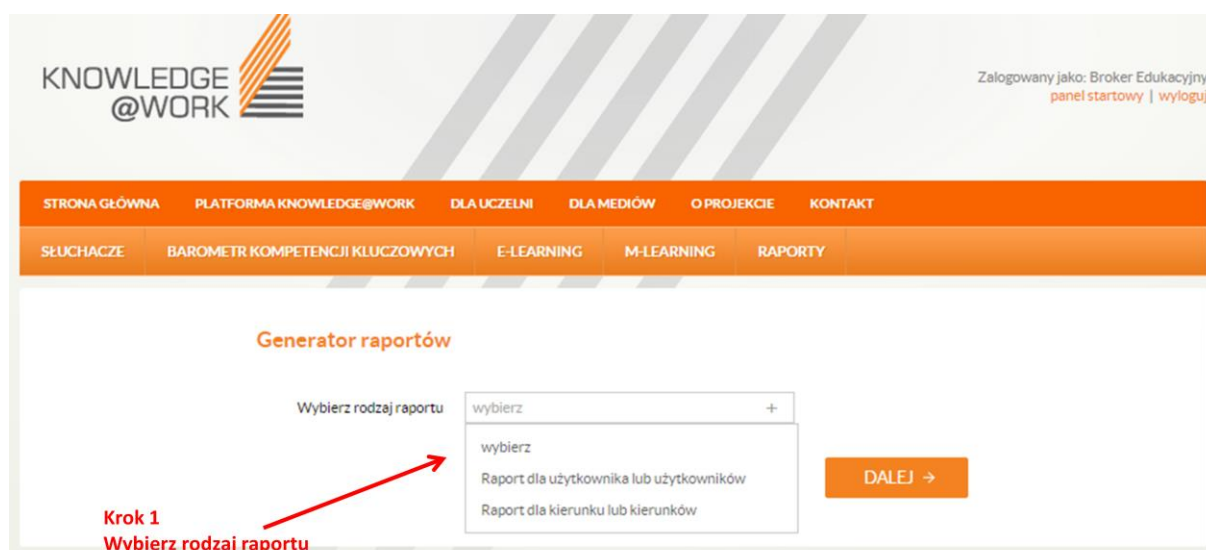 KNOWLEDGE
@WORK
Zalogowany jako: Broker Edukacyjny
panel startowy | wyloguj
STRONA GŁÓWNA PLATFORMA KNOWLEDGE@WORK DLA UCZELNI DLA MEDIÓW O PROJEKCIE KONTAKT
SŁUCHACZE BAROMETR KOMPETENCJI KLUCZOWYCH E-LEARNING M-LEARNING RAPORTY
Generator raportów
Wybierz rodzaj raportu wybierz +
wybierz
Raport dla użytkownika lub użytkowników
DALEJ →
Raport dla kierunku lub kierunków
Krok 1
Wybierz rodzaj raportu